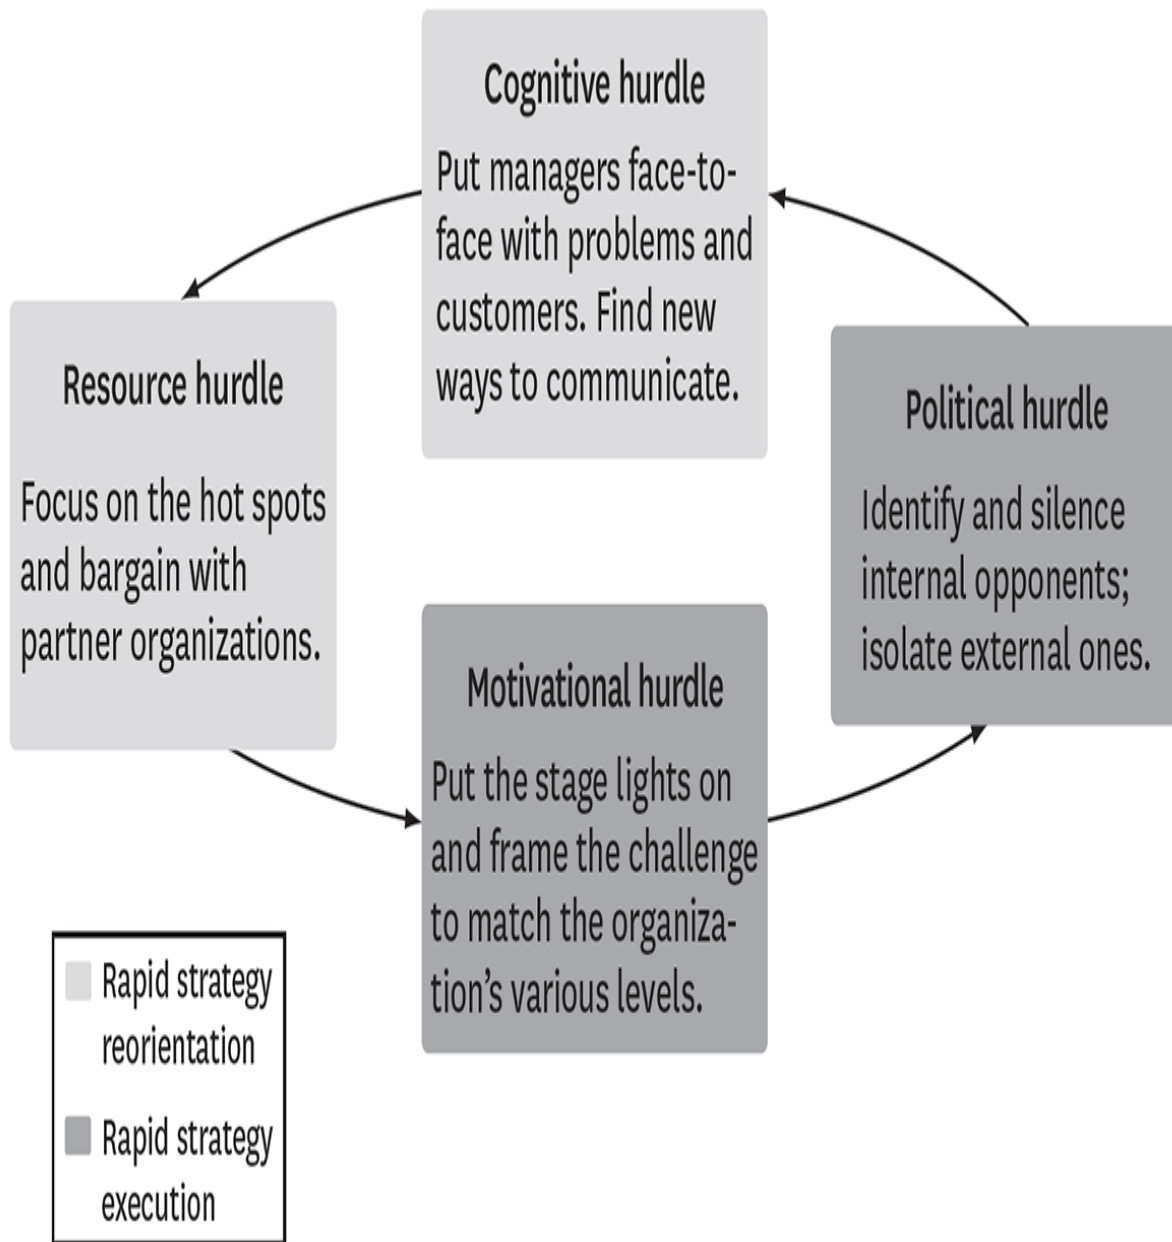 Cognitive hurdle
Put managers face-to-
face with problems and
customers. Find new
ways to communicate.
Resource hurdle
Focus on the hot spots
and bargain with
partner organizations.
Political hurdle
Identify and silence
internal opponents;
isolate external ones.
Motivational hurdle
Put the stage lights on
and frame the challenge
to match the organiza-
tion’s various levels.
Rapid strategy
reorientation
Rapid strategy
execution